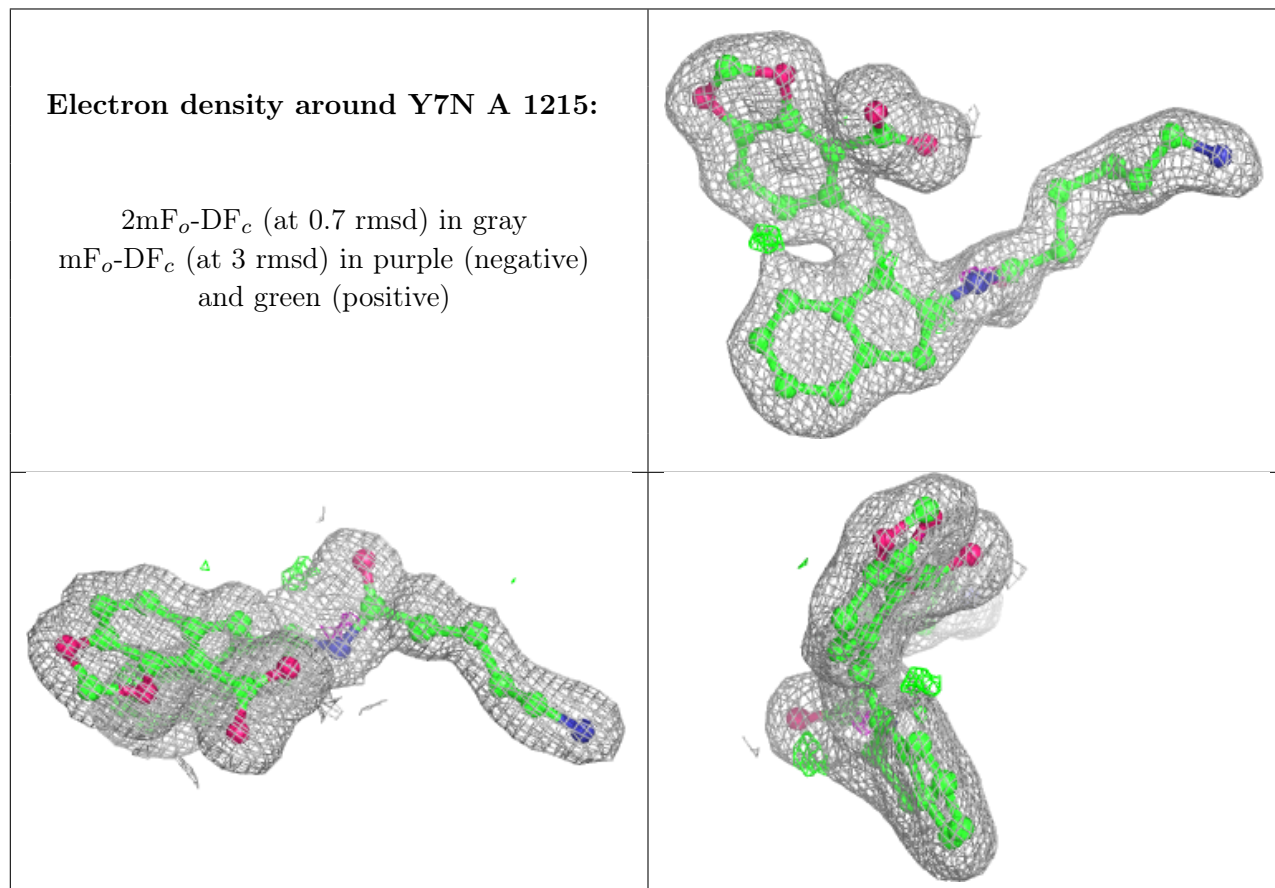 Electron density around Y7N A 1215:
2mFo-DFc (at 0.7 rmsd) in gray
mFo-DFc (at 3 rmsd) in purple (negative)
and green (positive)